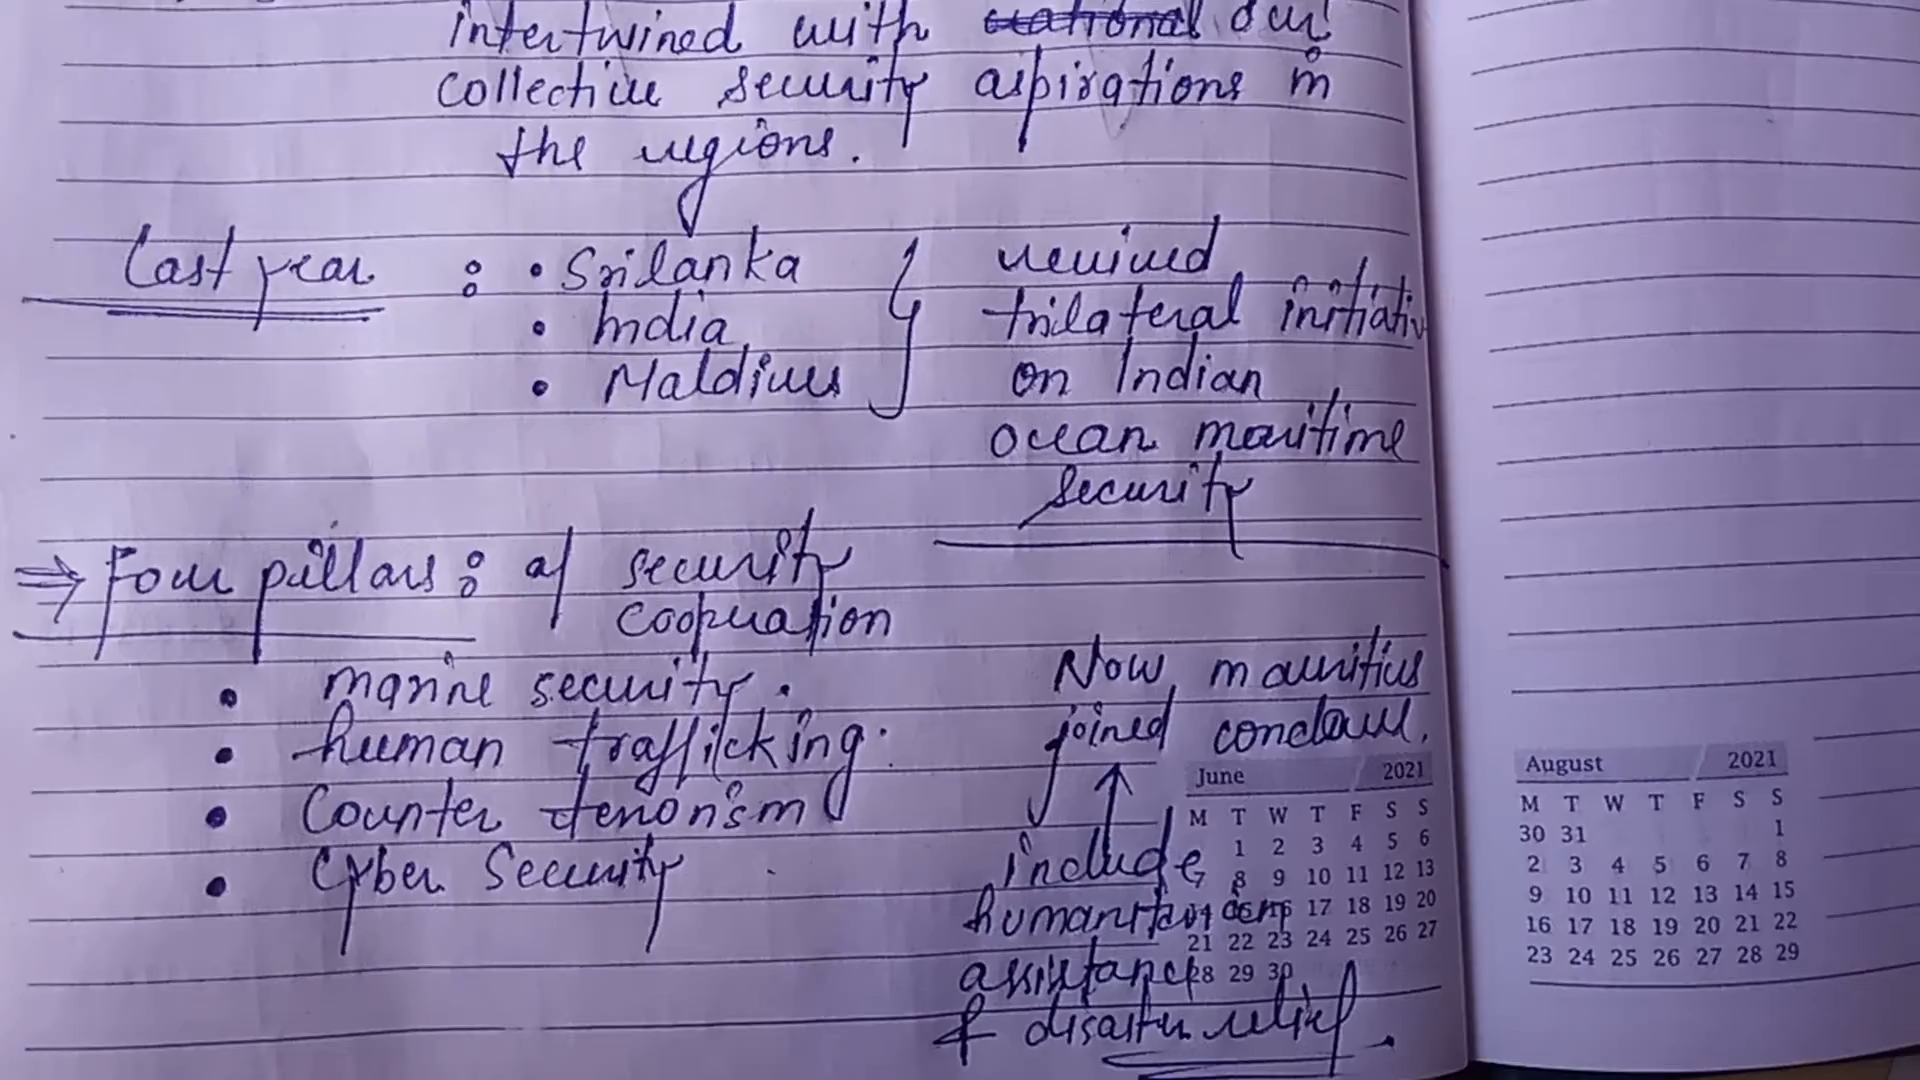 intertwined with national our
collective security aspirations in
the regions.
Last year : • Srilanka
• India
• Maldives
revived
trilateral initiativ
on Indian
ocean maritime
security
⇒ Four pillars : of security
cooperation
• marine security.
• human trafficking.
• Counter terrorism
• Cyber Security
Now mauritius
joined conclave.
↑
include
humanitarian
assistance
& disaster relief.
June 2021
M T W T F S S
1 2 3 4 5 6
8 9 10 11 12 13
17 18 19 20
21 22 23 24 25 26 27
28 29 30
August 2021
M T W T F S S
30 31 1
2 3 4 5 6 7 8
9 10 11 12 13 14 15
16 17 18 19 20 21 22
23 24 25 26 27 28 29